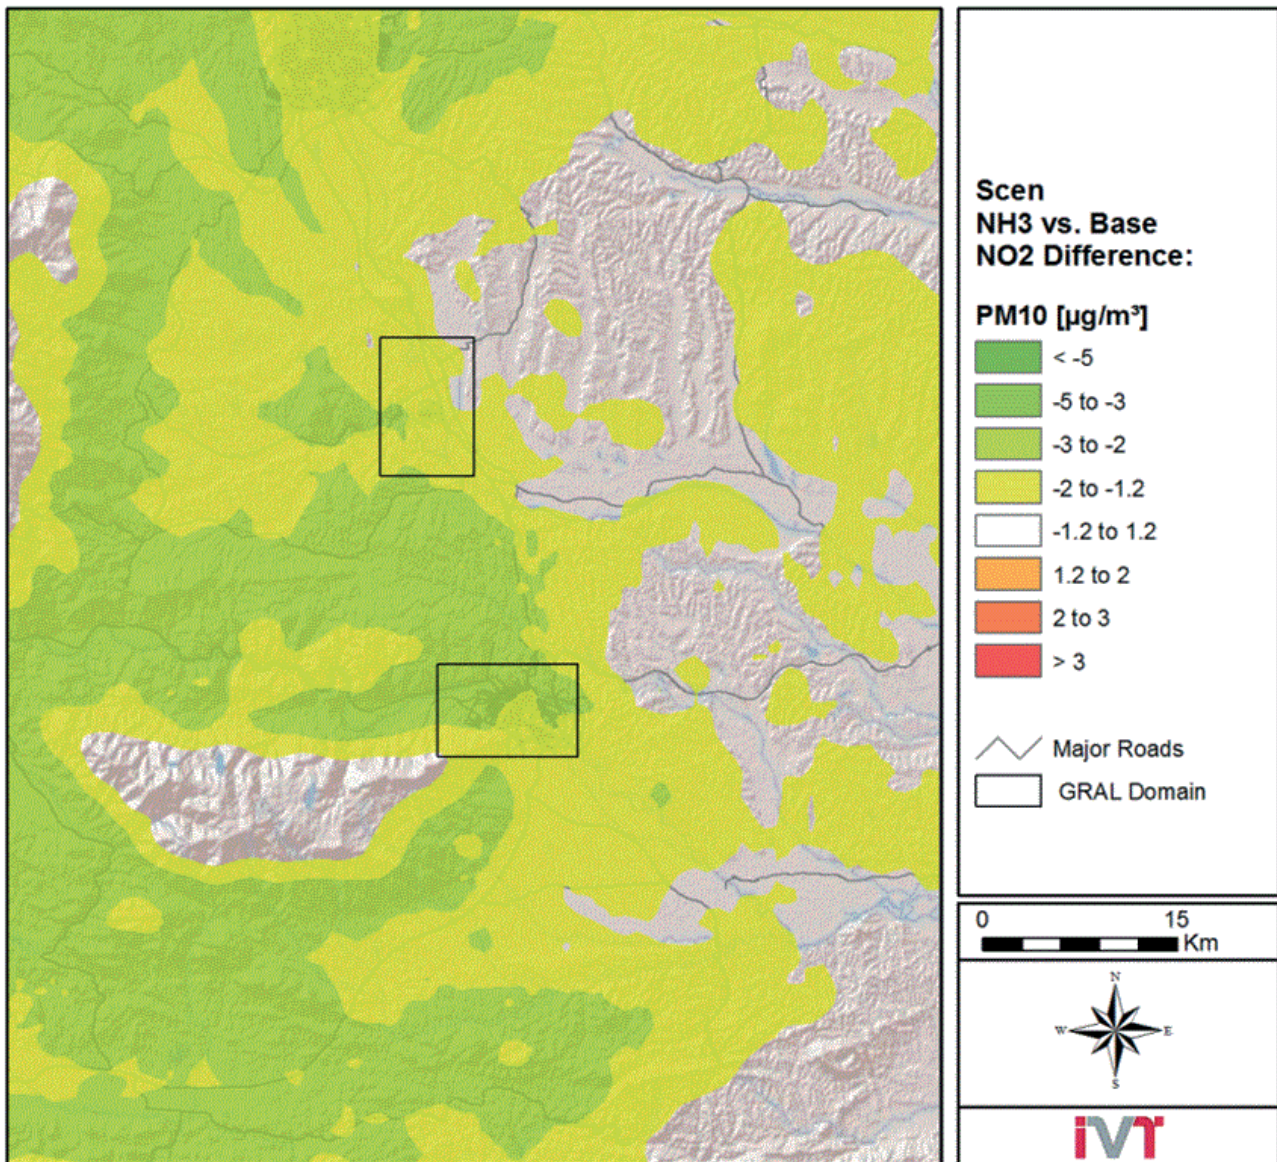 Scen
NH3 vs. Base
NO2 Difference:
PM10 [µg/m³]
< -5
-5 to -3
-3 to -2
-2 to -1.2
-1.2 to 1.2
1.2 to 2
2 to 3
> 3
Major Roads
GRAL Domain
0 15
Km
N
W E
S
iVT